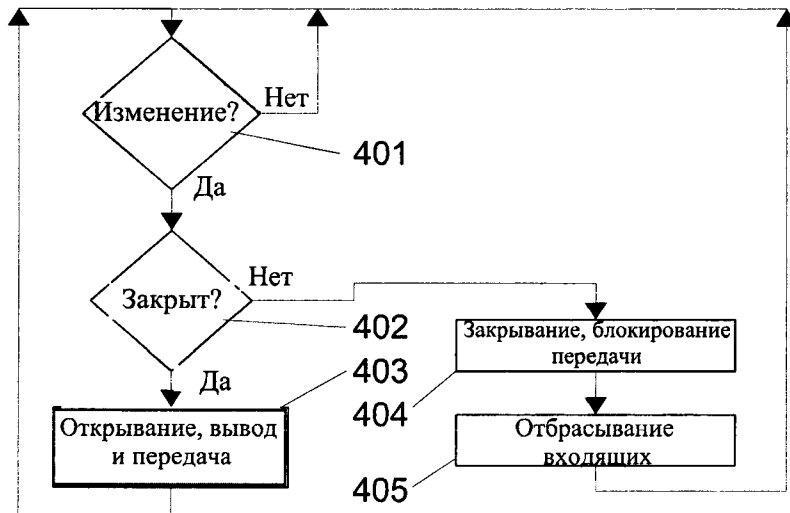 Изменение?
Нет
401
Да
Закрыт?
Нет
402
Да
403
Открывание, вывод
и передача
Закрывание, блокирование
передачи
404
Отбрасывание
входящих
405